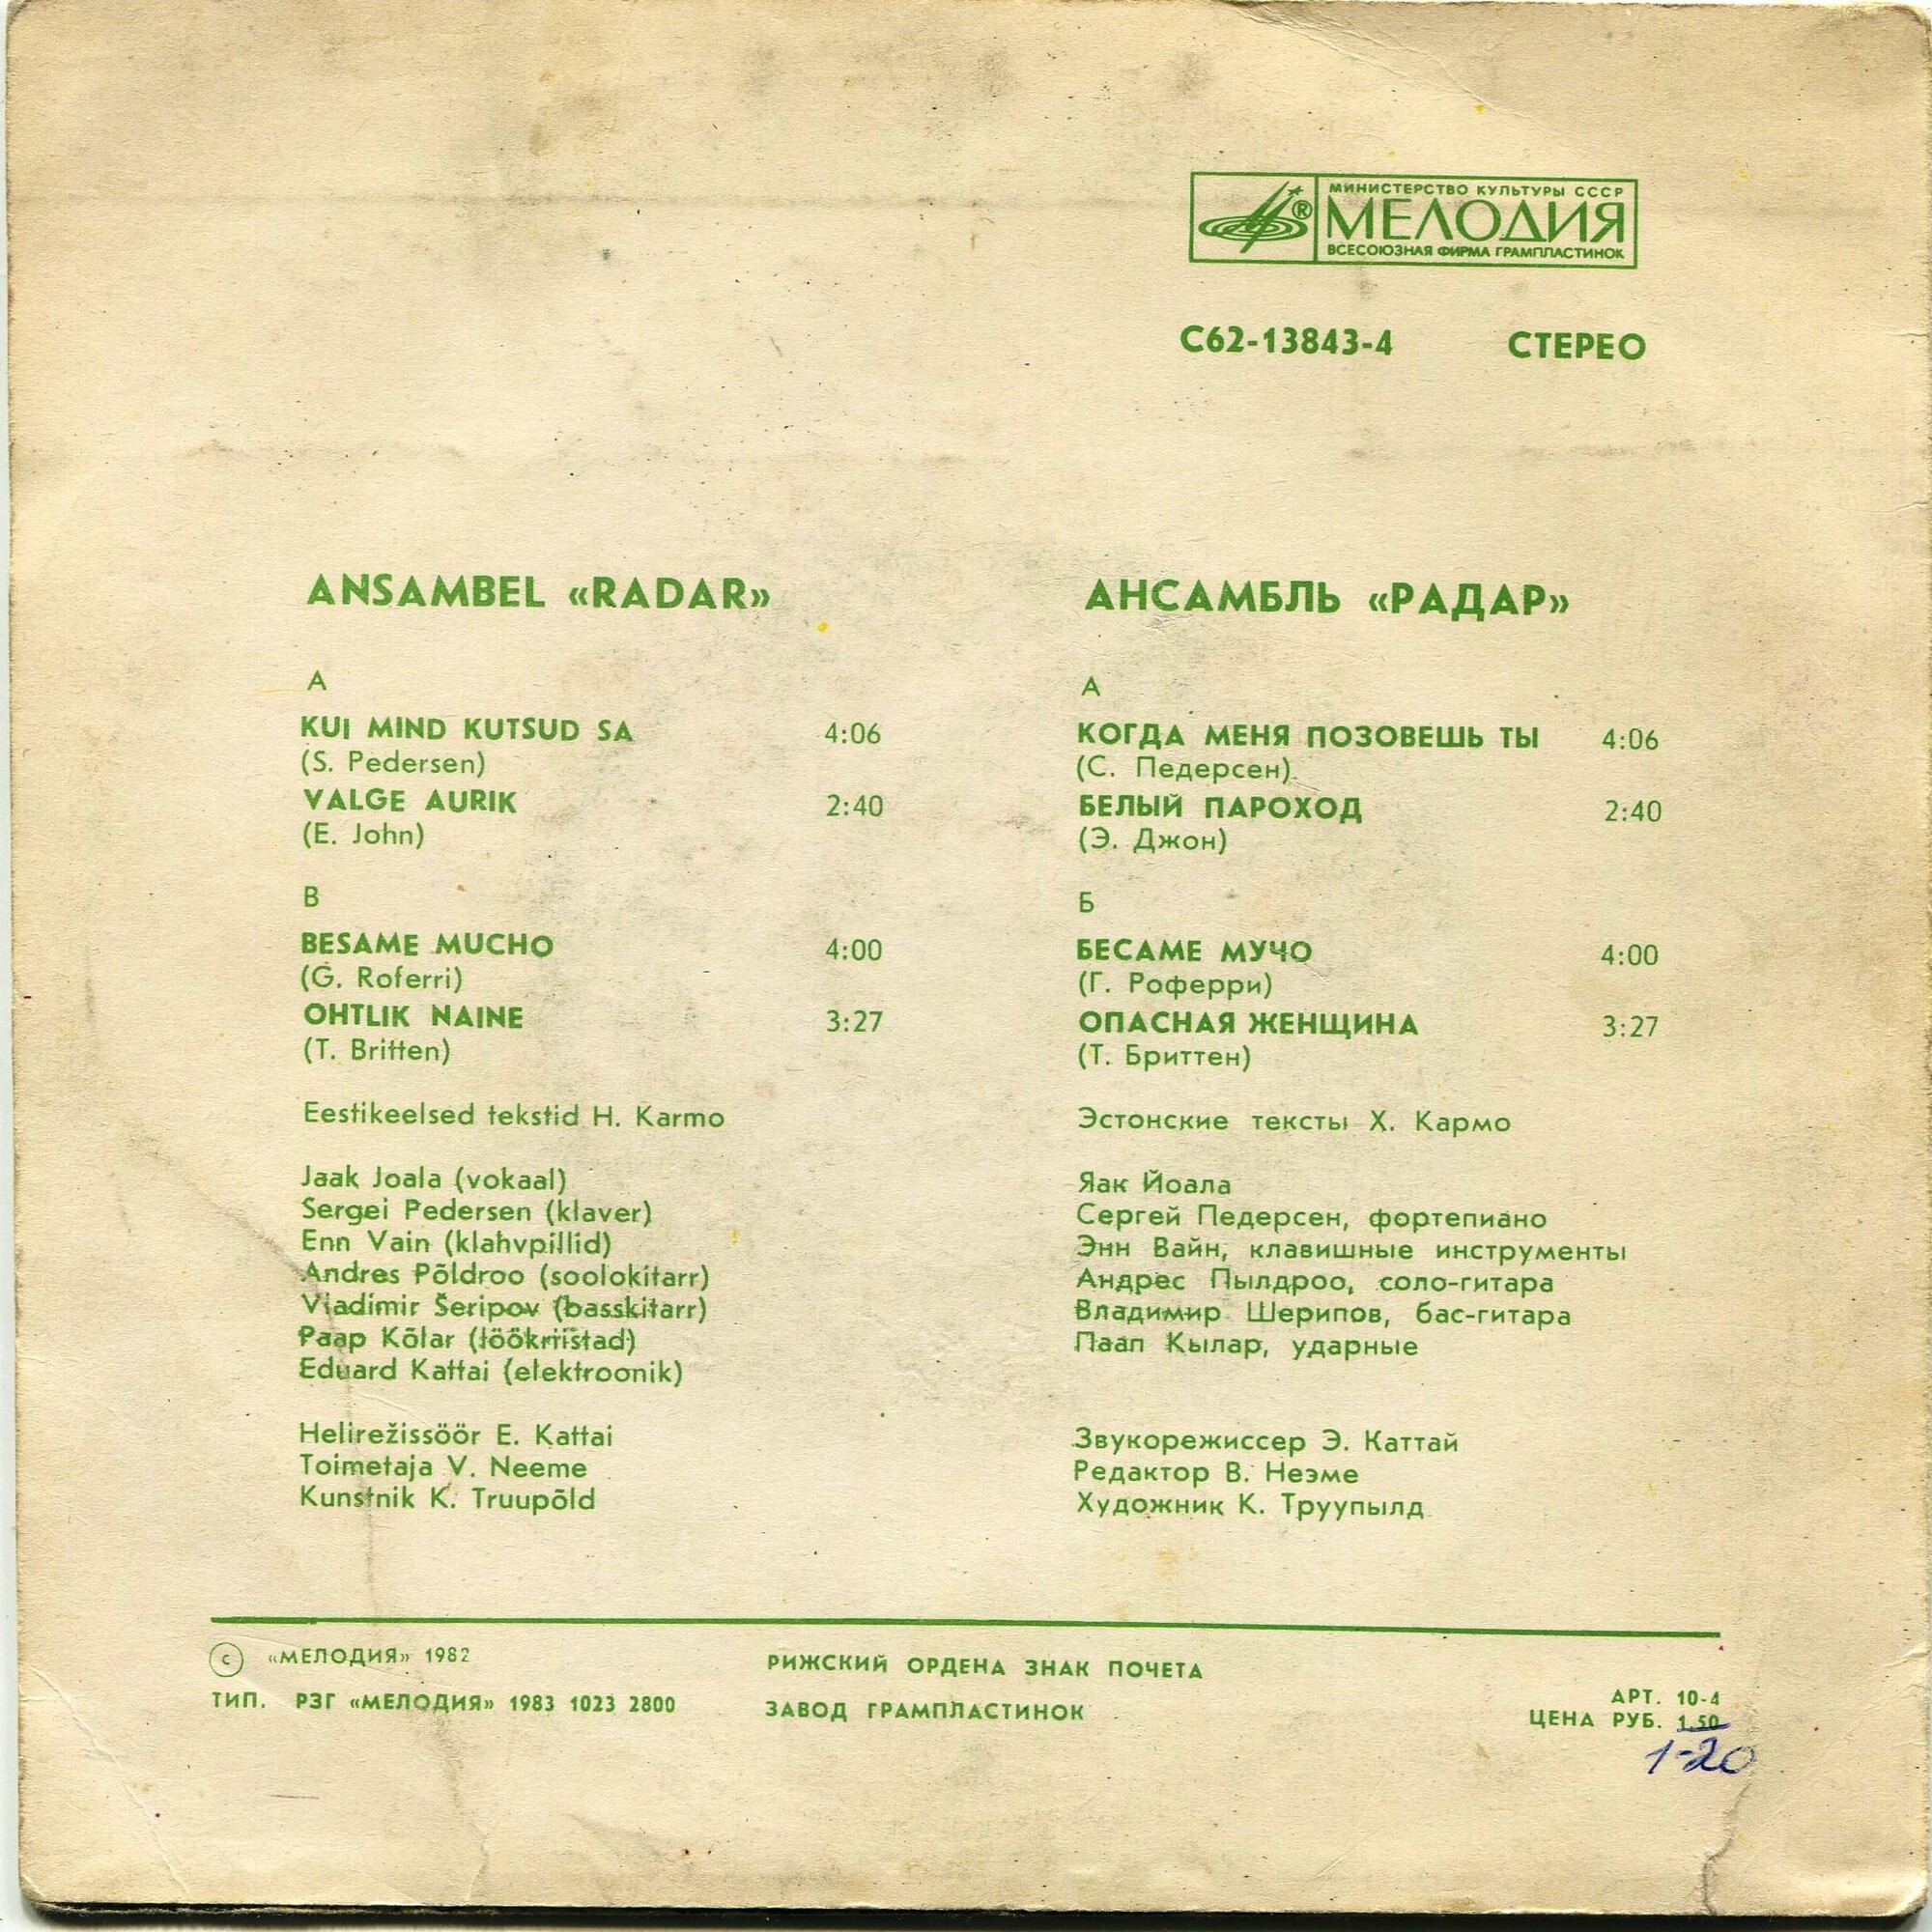 МИНИСТЕРСТВО КУЛЬТУРЫ СССР
МЕЛОДИЯ
ВСЕСОЮЗНАЯ ФИРМА ГРАМПЛАСТИНОК
®
С62-13843-4 СТЕРЕО
ANSAMBEL «RADAR»
A
KUI MIND KUTSUD SA 4:06
(S. Pedersen)
VALGE AURIK 2:40
(E. John)
B
BESAME MUCHO 4:00
(G. Roferri)
OHTLIK NAINE 3:27
(T. Britten)
Eestikeelsed tekstid H. Karmo
Jaak Joala (vokaal)
Sergei Pedersen (klaver)
Enn Vain (klahvpillid)
Andres Põldroo (soolokitarr)
Vladimir Šeripov (basskitarr)
Paap Kõlar (löökriistad)
Eduard Kattai (elektroonik)
Helirežissöör E. Kattai
Toimetaja V. Neeme
Kunstnik K. Truupõld
АНСАМБЛЬ «РАДАР»
А
КОГДА МЕНЯ ПОЗОВЕШЬ ТЫ 4:06
(С. Педерсен)
БЕЛЫЙ ПАРОХОД 2:40
(Э. Джон)
Б
БЕСАМЕ МУЧО 4:00
(Г. Роферри)
ОПАСНАЯ ЖЕНЩИНА 3:27
(Т. Бриттен)
Эстонские тексты Х. Кармо
Яак Йоала
Сергей Педерсен, фортепиано
Энн Вайн, клавишные инструменты
Андрес Пылдроо, соло-гитара
Владимир Шерипов, бас-гитара
Паап Кылар, ударные
Звукорежиссер Э. Каттай
Редактор В. Неэме
Художник К. Труупылд
© «МЕЛОДИЯ» 1982
ТИП. РЗГ «МЕЛОДИЯ» 1983 1023 2800
РИЖСКИЙ ОРДЕНА ЗНАК ПОЧЕТА
ЗАВОД ГРАМПЛАСТИНОК
АРТ. 10-4
ЦЕНА РУБ. 1.50
1-20